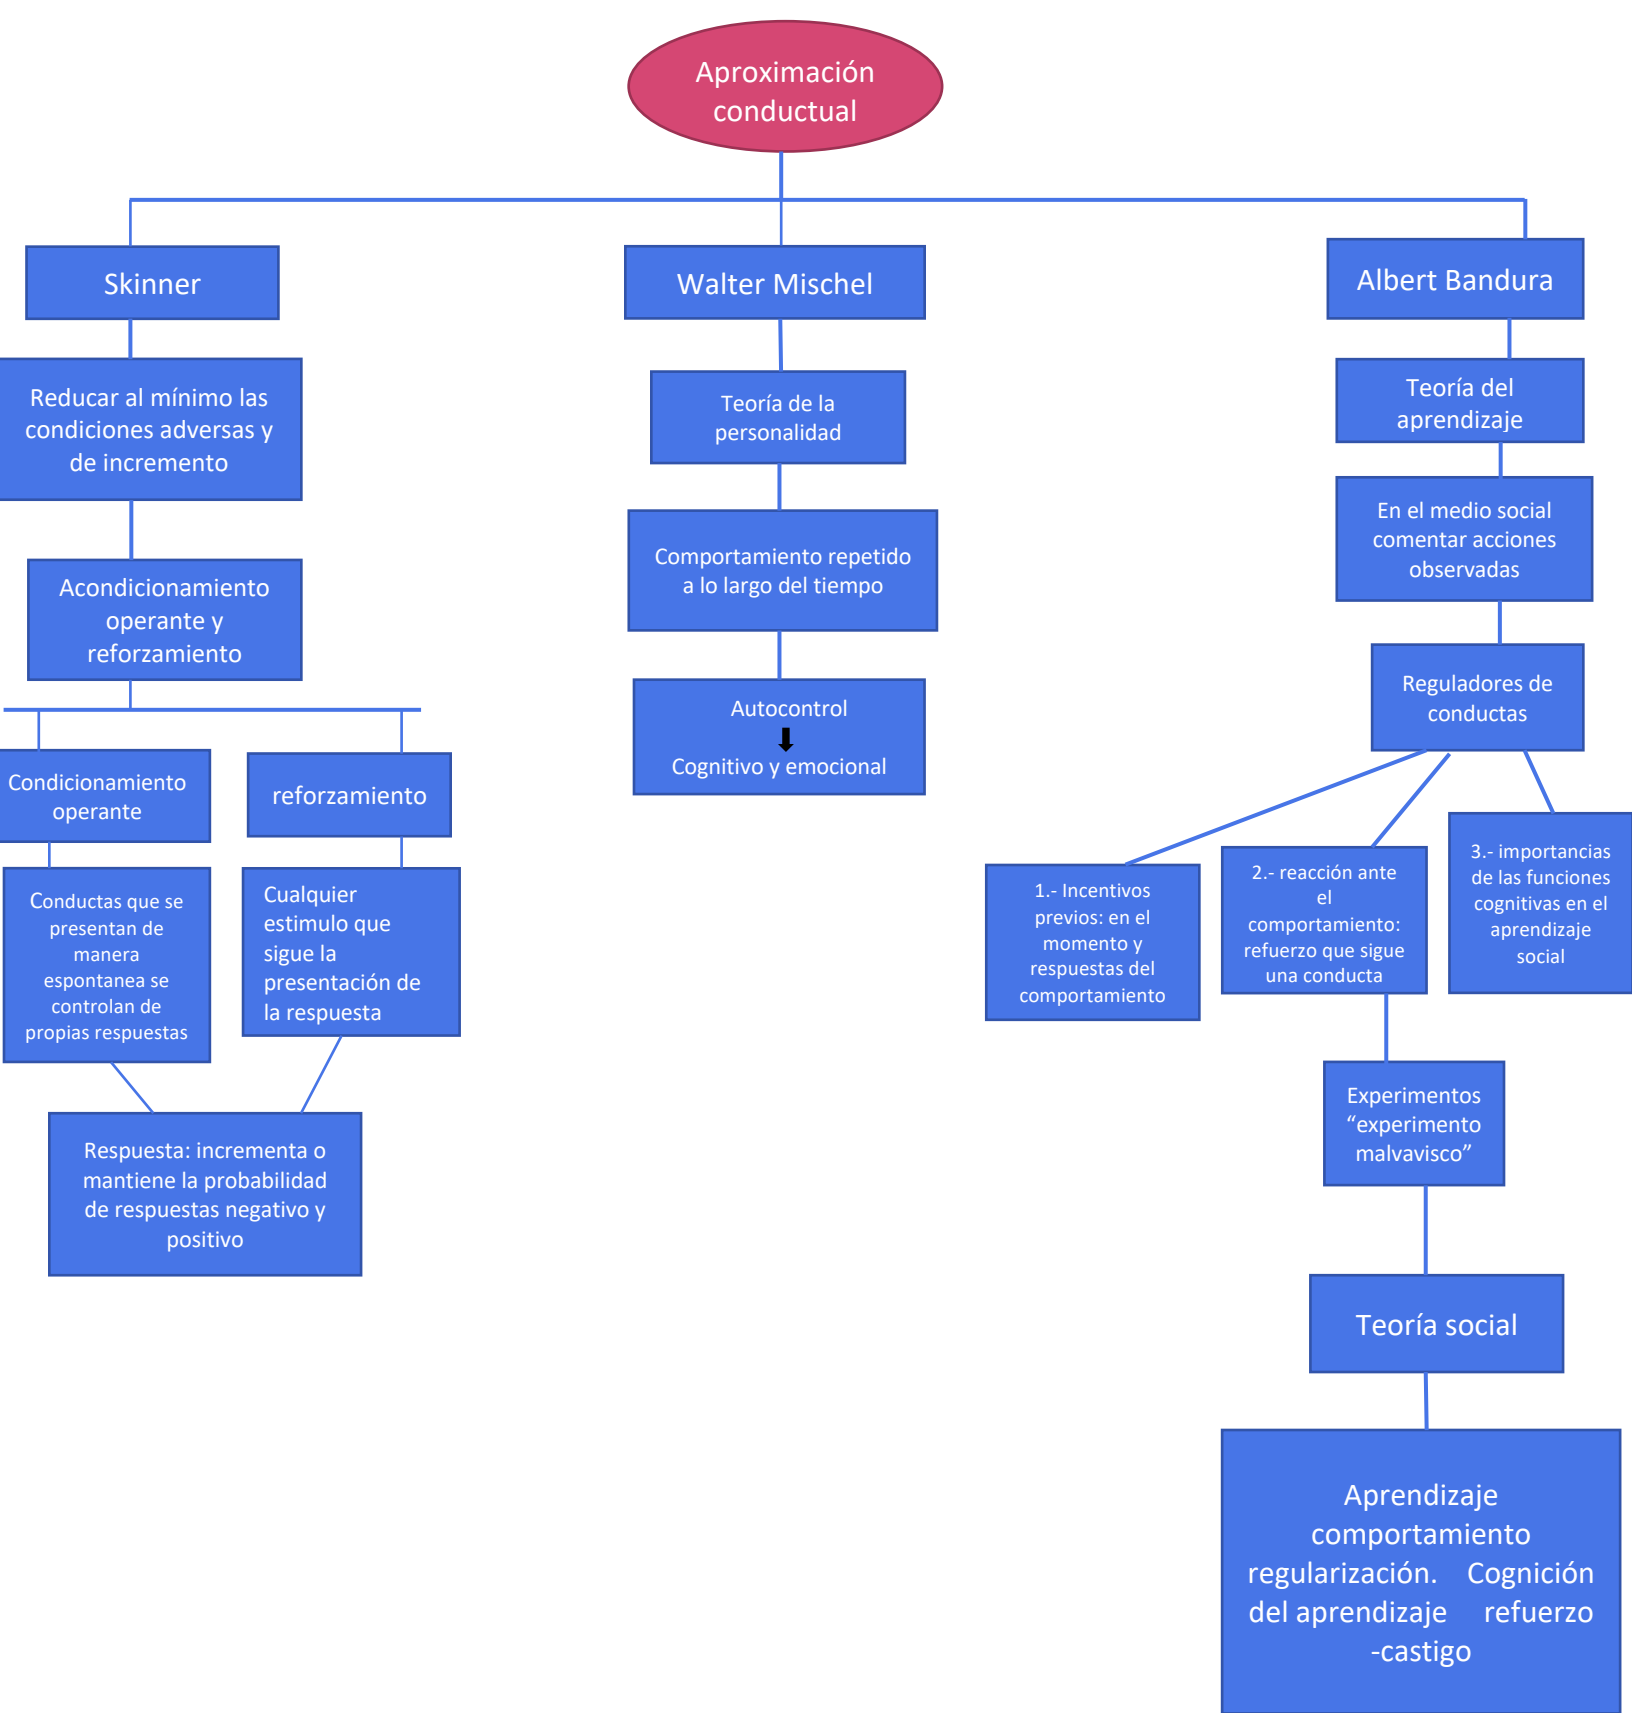 Aproximación
conductual
Skinner
Reducar al mínimo las
condiciones adversas y
de incremento
Acondicionamiento
operante y
reforzamiento
Condicionamiento
operante
Conductas que se
presentan de
manera
espontanea se
controlan de
propias respuestas
reforzamiento
Cualquier
estimulo que
sigue la
presentación de
la respuesta
Respuesta: incrementa o
mantiene la probabilidad
de respuestas negativo y
positivo
Walter Mischel
Teoría de la
personalidad
Comportamiento repetido
a lo largo del tiempo
Autocontrol
Cognitivo y emocional
Albert Bandura
Teoría del
aprendizaje
En el medio social
comentar acciones
observadas
Reguladores de
conductas
1.- Incentivos
previos: en el
momento y
respuestas del
comportamiento
2.- reacción ante
el
comportamiento:
refuerzo que sigue
una conducta
3.- importancias
de las funciones
cognitivas en el
aprendizaje
social
Experimentos
“experimento
malvavisco”
Teoría social
Aprendizaje
comportamiento
regularización. Cognición
del aprendizaje refuerzo
-castigo